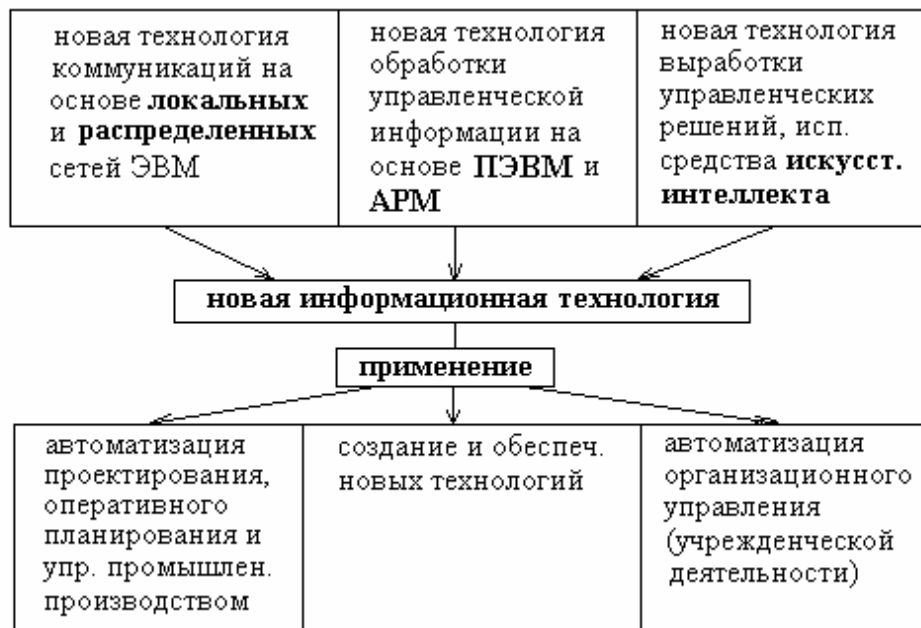 новая технология
коммуникаций на
основе локальных
и распределенных
сетей ЭВМ
новая технология
обработки
управленческой
информации на
основе ПЭВМ и
АРМ
новая технология
выработки
управленческих
решений, исп.
средства искусст.
интеллекта
новая информационная технология
применение
автоматизация
проектирования,
оперативного
планирования и
упр. промышлен.
производством
создание и обеспеч.
новых технологий
автоматизация
организационного
управления
(учрежденческой
деятельности)